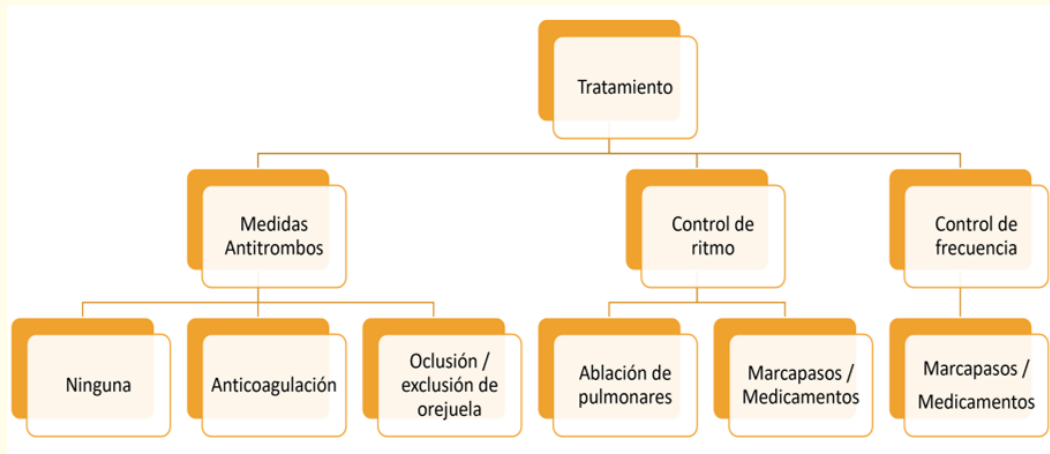 Tratamiento
Medidas
Antitrombos
Control de
ritmo
Control de
frecuencia
Ninguna
Anticoagulación
Oclusión /
exclusión de
orejuela
Ablación de
pulmonares
Marcapasos /
Medicamentos
Marcapasos /
Medicamentos